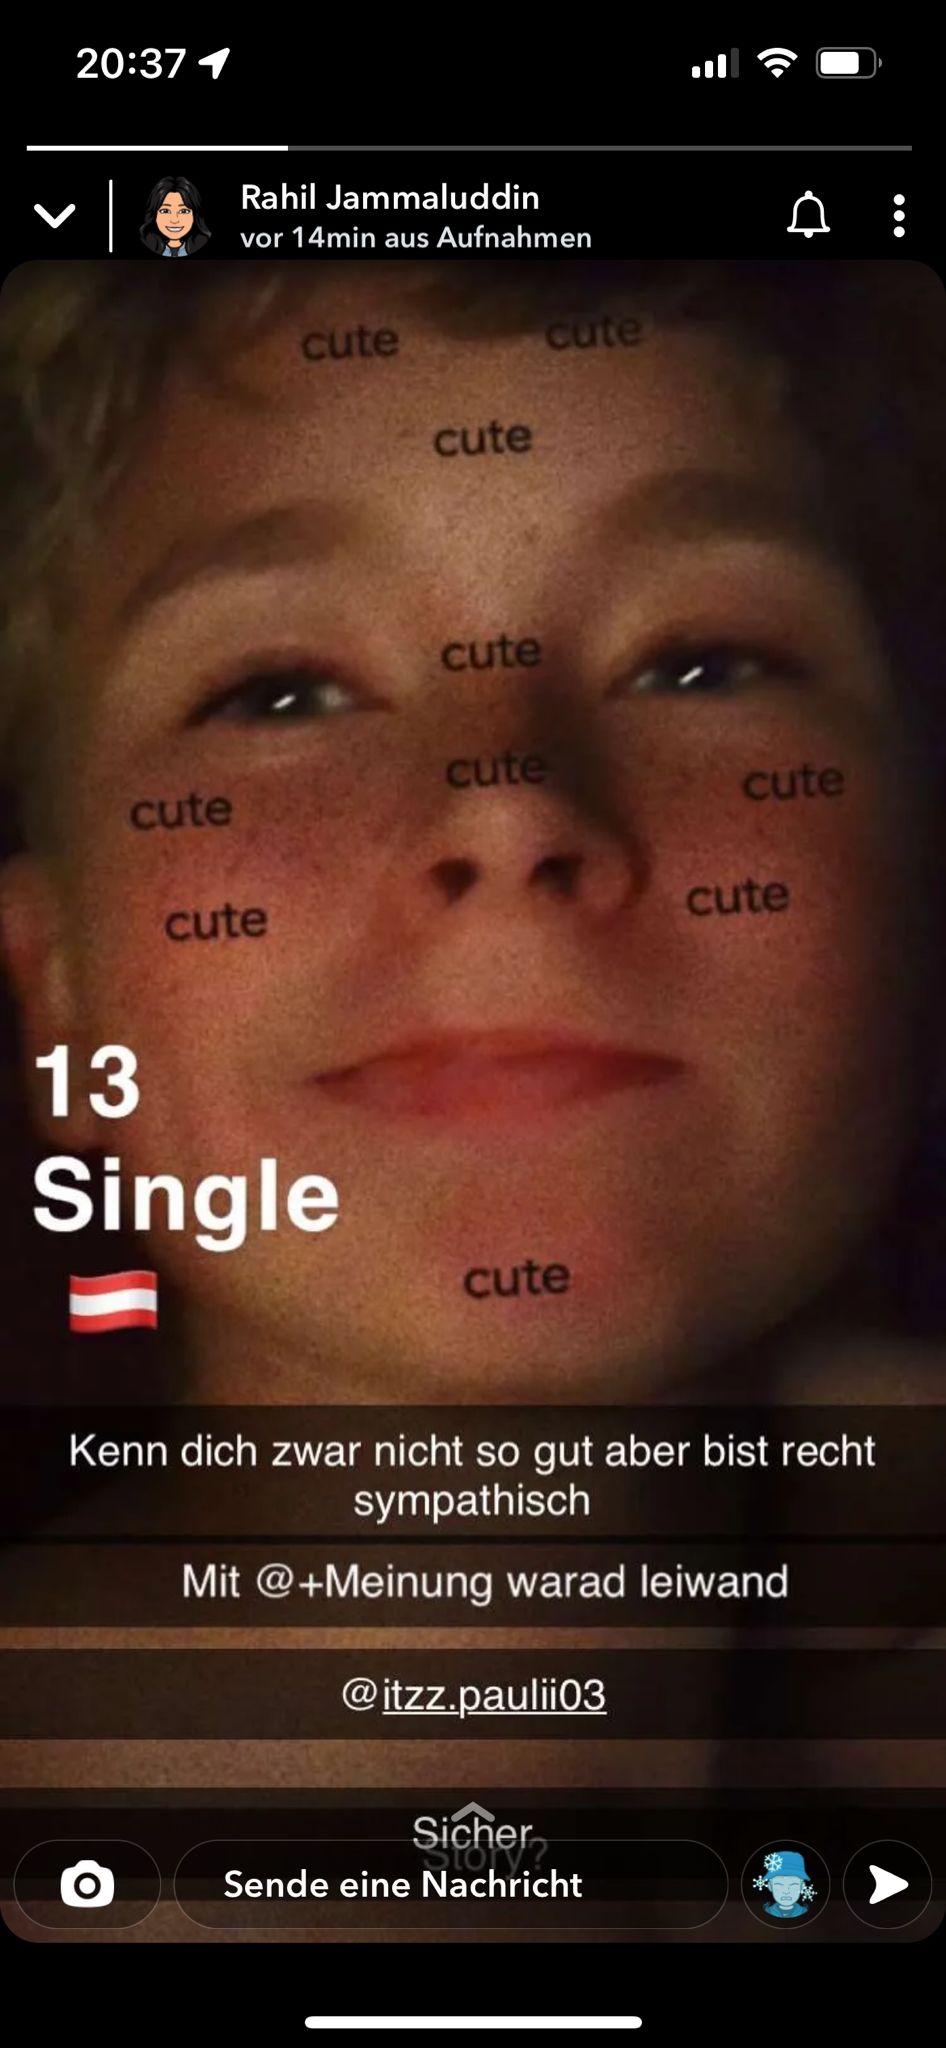 20:37
Rahil Jammaluddin
vor 14min aus Aufnahmen
cute cute
cute
cute
cute
cute cute
cute cute
13
Single
cute
Kenn dich zwar nicht so gut aber bist recht
sympathisch
Mit @+Meinung warad leiwand
@itzz.paulii03
Sicher
Story?
Sende eine Nachricht